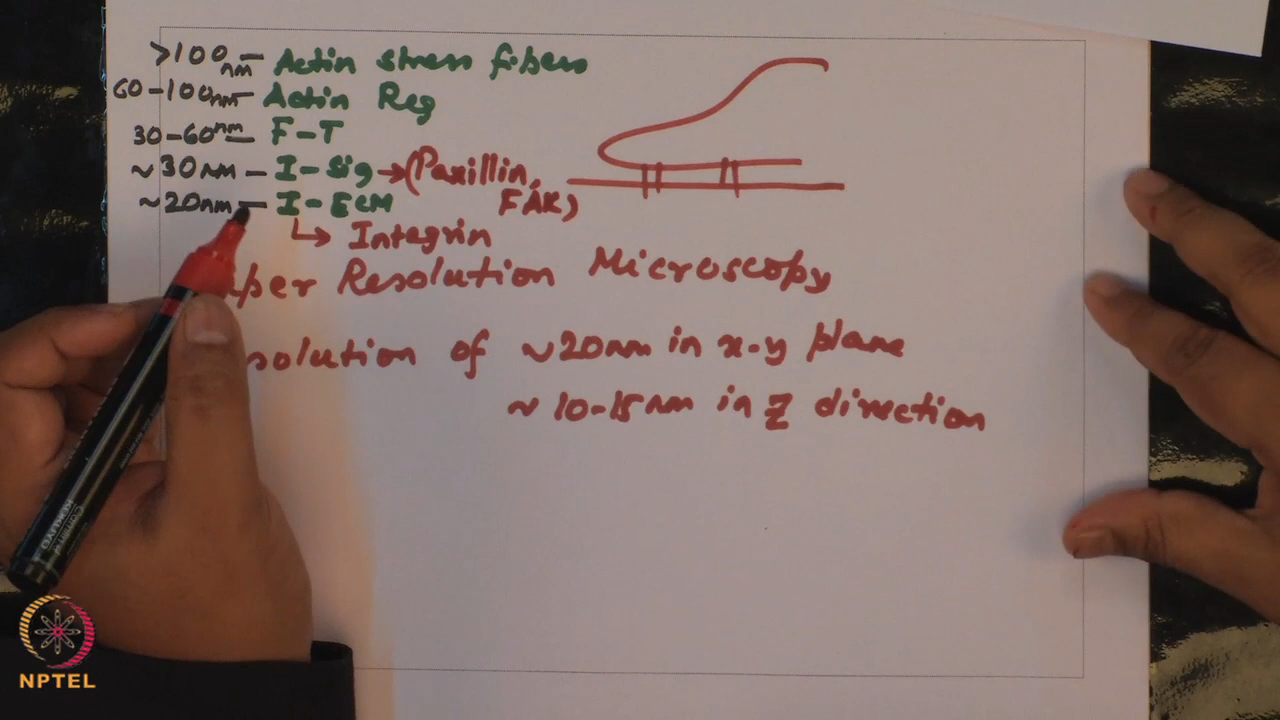 >100nm — Actin stress fibers
60-100nm — Actin Reg
30-60nm — F-T
~30nm — I-Sig → (Paxillin,
FAK)
~20nm — I-ECM
↳ Integrin
Resolution Microscopy
of ~20nm in x-y plane
~ 10-15nm in Z direction
NPTEL